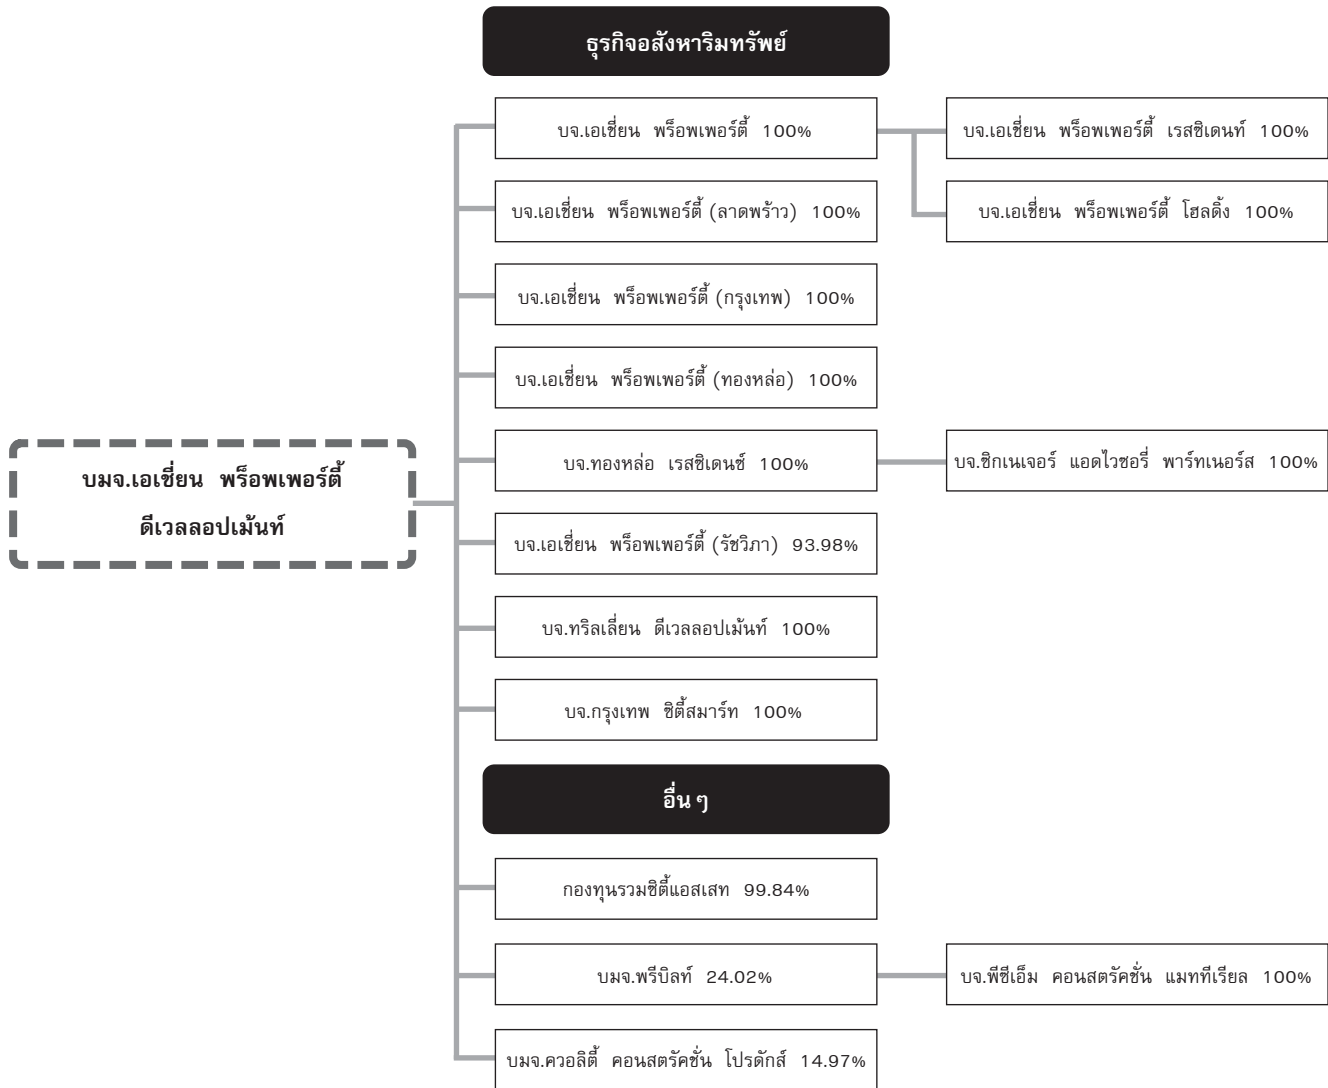 ธุรกิจอสังหาริมทรัพย์
บจ.เอเชี่ยน พร็อพเพอร์ตี้ 100%
บจ.เอเชี่ยน พร็อพเพอร์ตี้ เรสซิเดนท์ 100%
บจ.เอเชี่ยน พร็อพเพอร์ตี้ (ลาดพร้าว) 100%
บจ.เอเชี่ยน พร็อพเพอร์ตี้ โฮลดิ้ง 100%
บจ.เอเชี่ยน พร็อพเพอร์ตี้ (กรุงเทพ) 100%
บจ.เอเชี่ยน พร็อพเพอร์ตี้ (ทองหล่อ) 100%
บมจ.เอเชี่ยน พร็อพเพอร์ตี้
ดีเวลลอปเม้นท์
บจ.ทองหล่อ เรสซิเดนซ์ 100%
บจ.ซิกเนเจอร์ แอดไวซอรี่ พาร์ทเนอร์ส 100%
บจ.เอเชี่ยน พร็อพเพอร์ตี้ (รัชวิภา) 93.98%
บจ.ทริลเลี่ยน ดีเวลลอปเม้นท์ 100%
บจ.กรุงเทพ ซิตี้สมาร์ท 100%
อื่น ๆ
กองทุนรวมซิตี้แอสเสท 99.84%
บมจ.พรีบิลท์ 24.02%
บจ.พีซีเอ็ม คอนสตรัคชั่น แมททีเรียล 100%
บมจ.ควอลิตี้ คอนสตรัคชั่น โปรดักส์ 14.97%